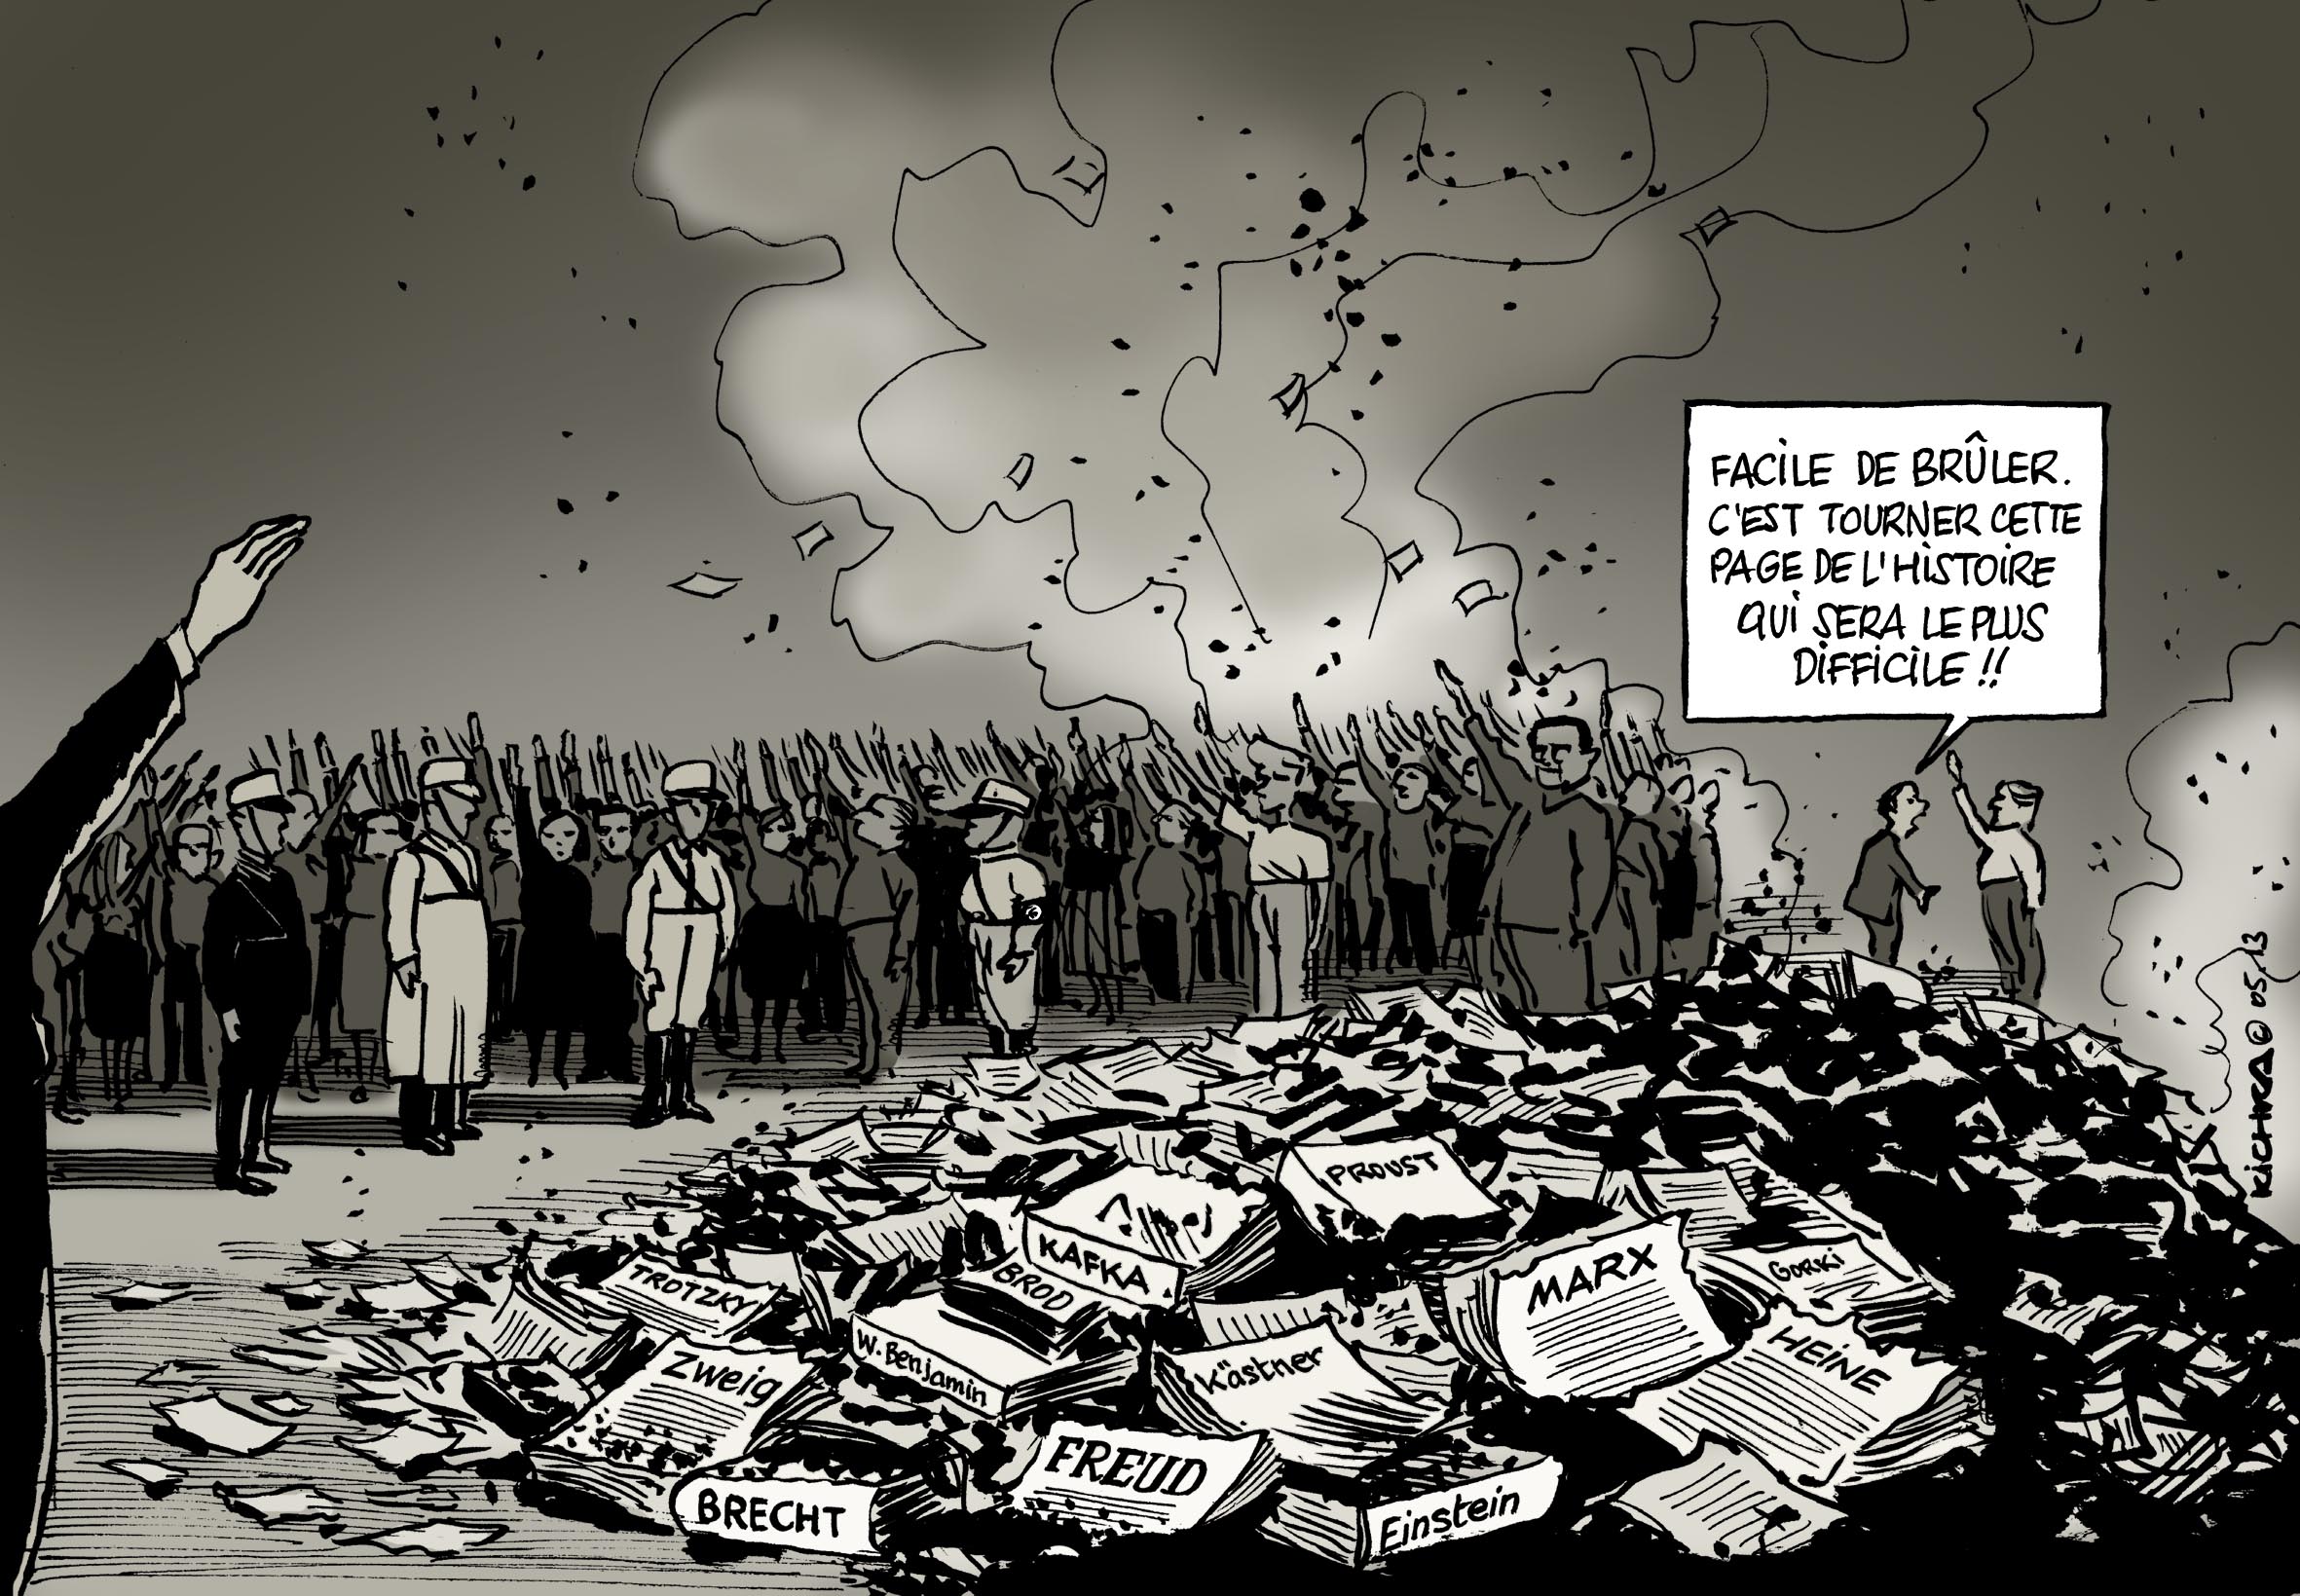 FACILE DE BRÛLER.
C'EST TOURNER CETTE
PAGE DE L'HISTOIRE
QUI SERA LE PLUS
DIFFICILE !!
KICHKA © 05/13
PROUST
KAFKA
BROD
TROTZKY
MARX
GORKI
W. Benjamin
Zweig
Kästner
HEINE
FREUD
BRECHT
Einstein